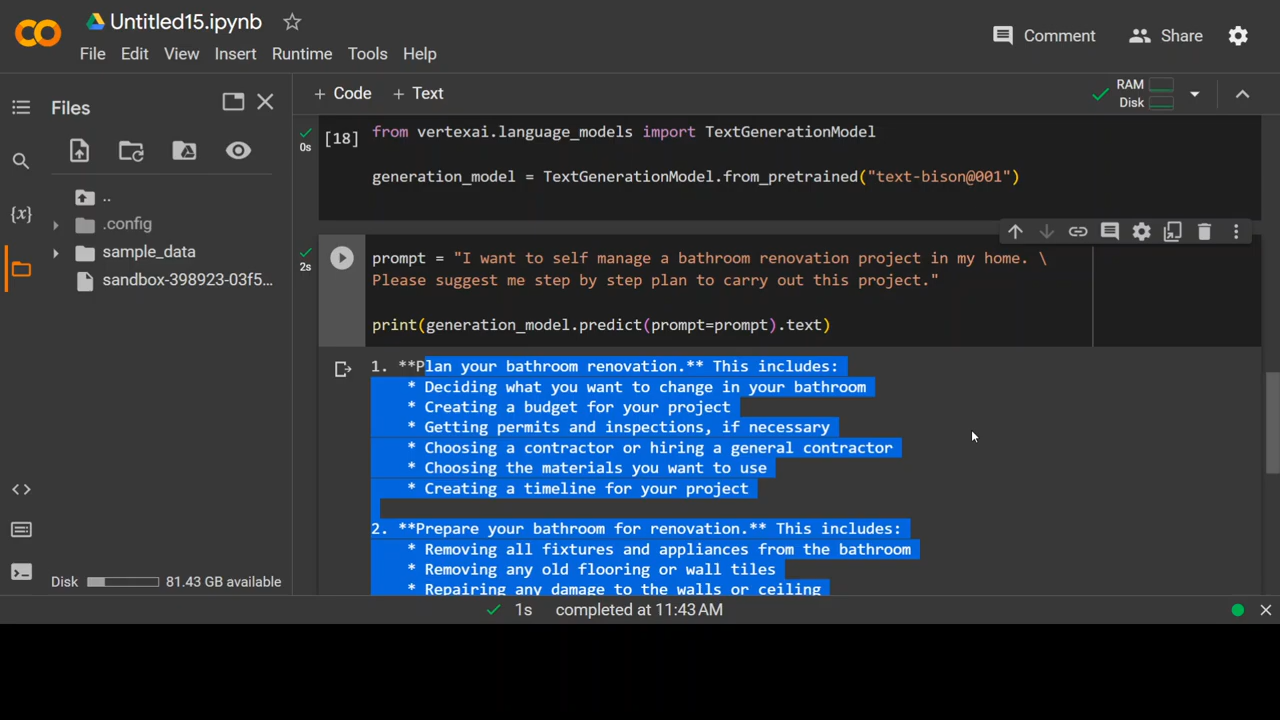 Untitled15.ipynb
Comment
Share
File Edit View Insert Runtime Tools Help
Files
+ Code + Text
RAM
Disk
..
.config
sample_data
sandbox-398923-03f5...
{x}
Disk 81.43 GB available
0s
[18]
from vertexai.language_models import TextGenerationModel
generation_model = TextGenerationModel.from_pretrained("text-bison@001")
2s
prompt = "I want to self manage a bathroom renovation project in my home. \
Please suggest me step by step plan to carry out this project."
print(generation_model.predict(prompt=prompt).text)
1. **Plan your bathroom renovation.** This includes:
* Deciding what you want to change in your bathroom
* Creating a budget for your project
* Getting permits and inspections, if necessary
* Choosing a contractor or hiring a general contractor
* Choosing the materials you want to use
* Creating a timeline for your project
2. **Prepare your bathroom for renovation.** This includes:
* Removing all fixtures and appliances from the bathroom
* Removing any old flooring or wall tiles
* Repairing any damage to the walls or ceiling
1s completed at 11:43 AM